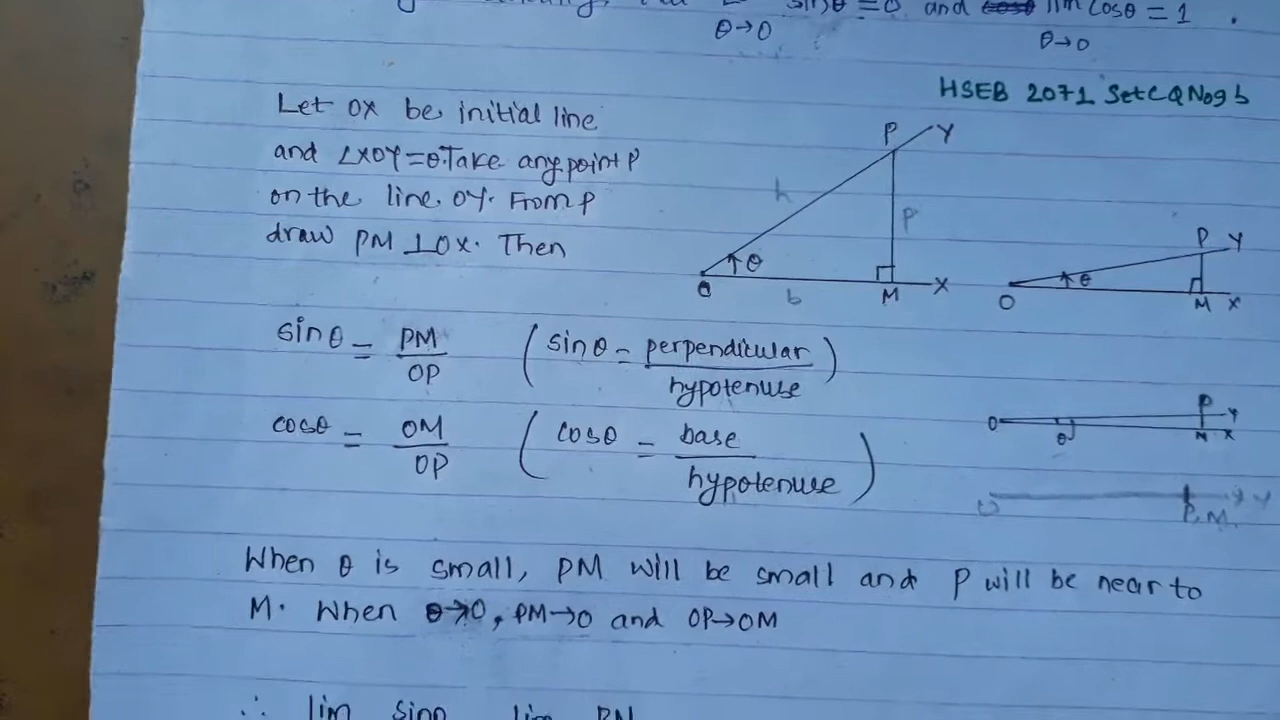 sinθ = 0 and lim cosθ = 1 .
θ→0 θ→0
HSEB 2071 Set C Q No 9 b
Let OX be initial line
and ∠XOY=θ. Take any point P
on the line OY. From P
draw PM ⊥ OX. Then
P Y
h
P
θ
O b M X
P Y
θ
O M X
sinθ = PM/OP (sinθ = perpendicular/hypotenuse)
cosθ = OM/OP (cosθ = base/hypotenuse)
P
O Y
θ M X
O Y
P, M
When θ is small, PM will be small and P will be near to
M. When θ→0, PM→0 and OP→OM
∴ lim sinθ lim PM